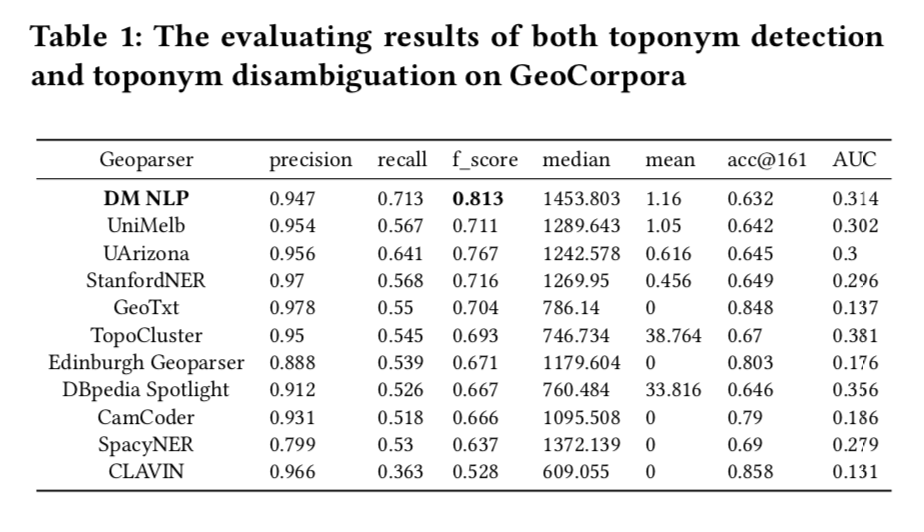 Table 1: The evaluating results of both toponym detection
and toponym disambiguation on GeoCorpora
Geoparser precision recall f_score median mean acc@161 AUC
DM NLP 0.947 0.713 0.813 1453.803 1.16 0.632 0.314
UniMelb 0.954 0.567 0.711 1289.643 1.05 0.642 0.302
UArizona 0.956 0.641 0.767 1242.578 0.616 0.645 0.3
StanfordNER 0.97 0.568 0.716 1269.95 0.456 0.649 0.296
GeoTxt 0.978 0.55 0.704 786.14 0 0.848 0.137
TopoCluster 0.95 0.545 0.693 746.734 38.764 0.67 0.381
Edinburgh Geoparser 0.888 0.539 0.671 1179.604 0 0.803 0.176
DBpedia Spotlight 0.912 0.526 0.667 760.484 33.816 0.646 0.356
CamCoder 0.931 0.518 0.666 1095.508 0 0.79 0.186
SpacyNER 0.799 0.53 0.637 1372.139 0 0.69 0.279
CLAVIN 0.966 0.363 0.528 609.055 0 0.858 0.131